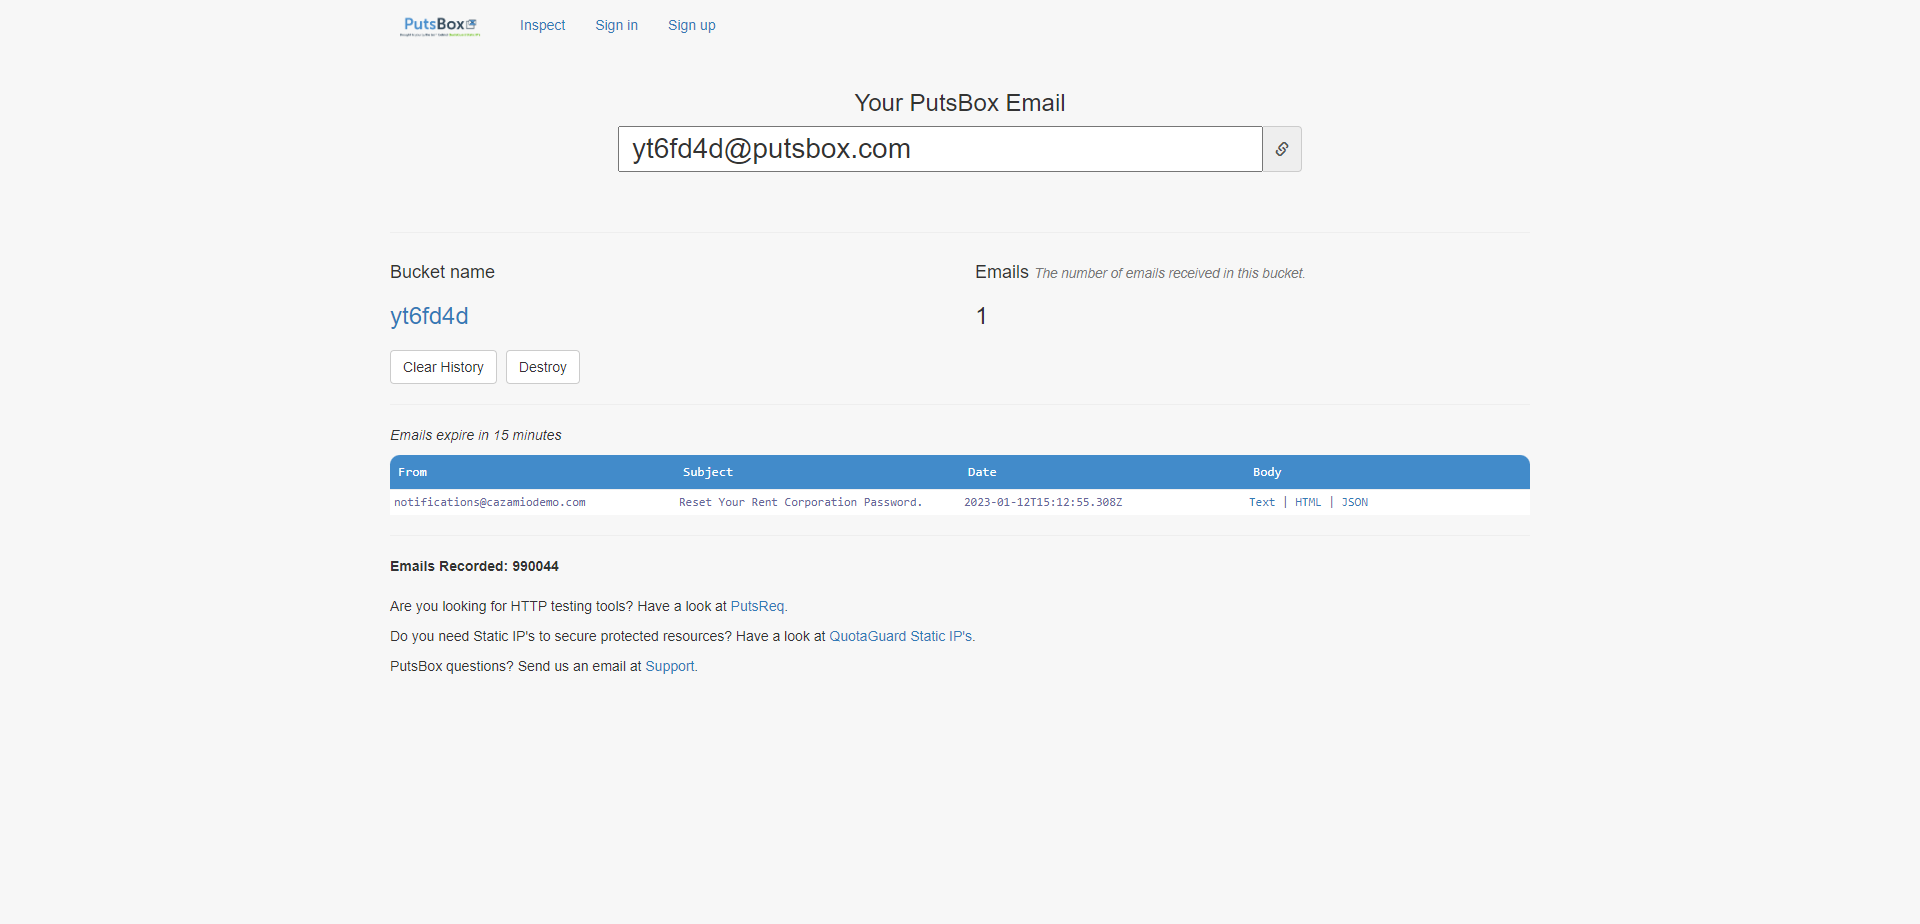 PutsBox
Inspect
Sign in
Sign up
Your PutsBox Email
yt6fd4d@putsbox.com
Bucket name
Emails The number of emails received in this bucket.
yt6fd4d
1
Clear History
Destroy
Emails expire in 15 minutes
From Subject Date Body
notifications@cazamiodemo.com Reset Your Rent Corporation Password. 2023-01-12T15:12:55.308Z Text | HTML | JSON
Emails Recorded: 990044
Are you looking for HTTP testing tools? Have a look at PutsReq.
Do you need Static IP's to secure protected resources? Have a look at QuotaGuard Static IP's.
PutsBox questions? Send us an email at Support.